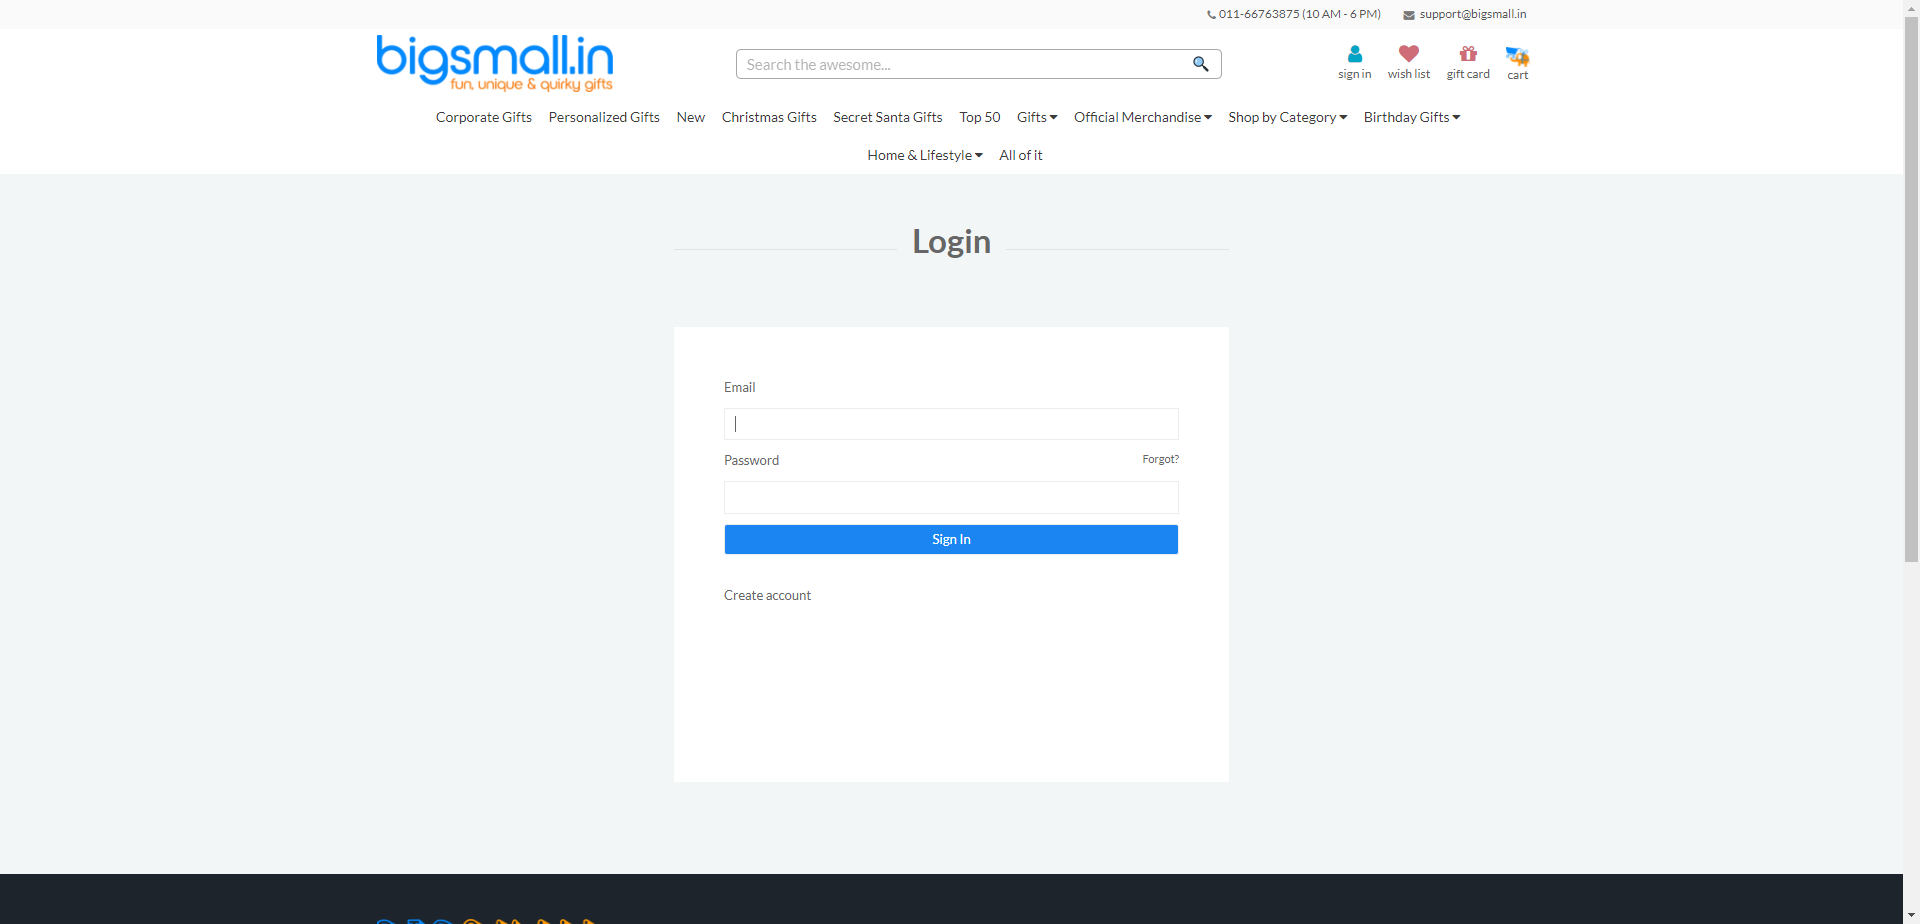 011-66763875 (10 AM - 6 PM) support@bigsmall.in
bigsmall.in
fun, unique & quirky gifts
Search the awesome...
sign in wish list gift card cart
Corporate Gifts Personalized Gifts New Christmas Gifts Secret Santa Gifts Top 50 Gifts Official Merchandise Shop by Category Birthday Gifts
Home & Lifestyle All of it
Login
Email
Password Forgot?
Sign In
Create account